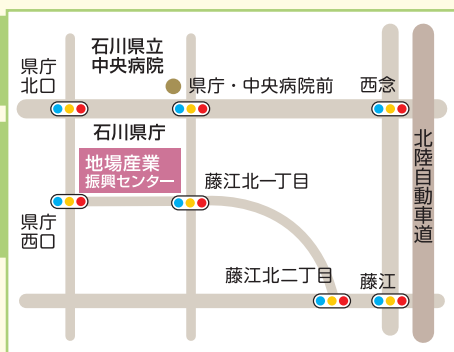 石川県立
中央病院
県庁
北口
県庁・中央病院前
西念
石川県庁
地場産業
振興センター
藤江北一丁目
北陸自動車道
県庁
西口
藤江北二丁目
藤江